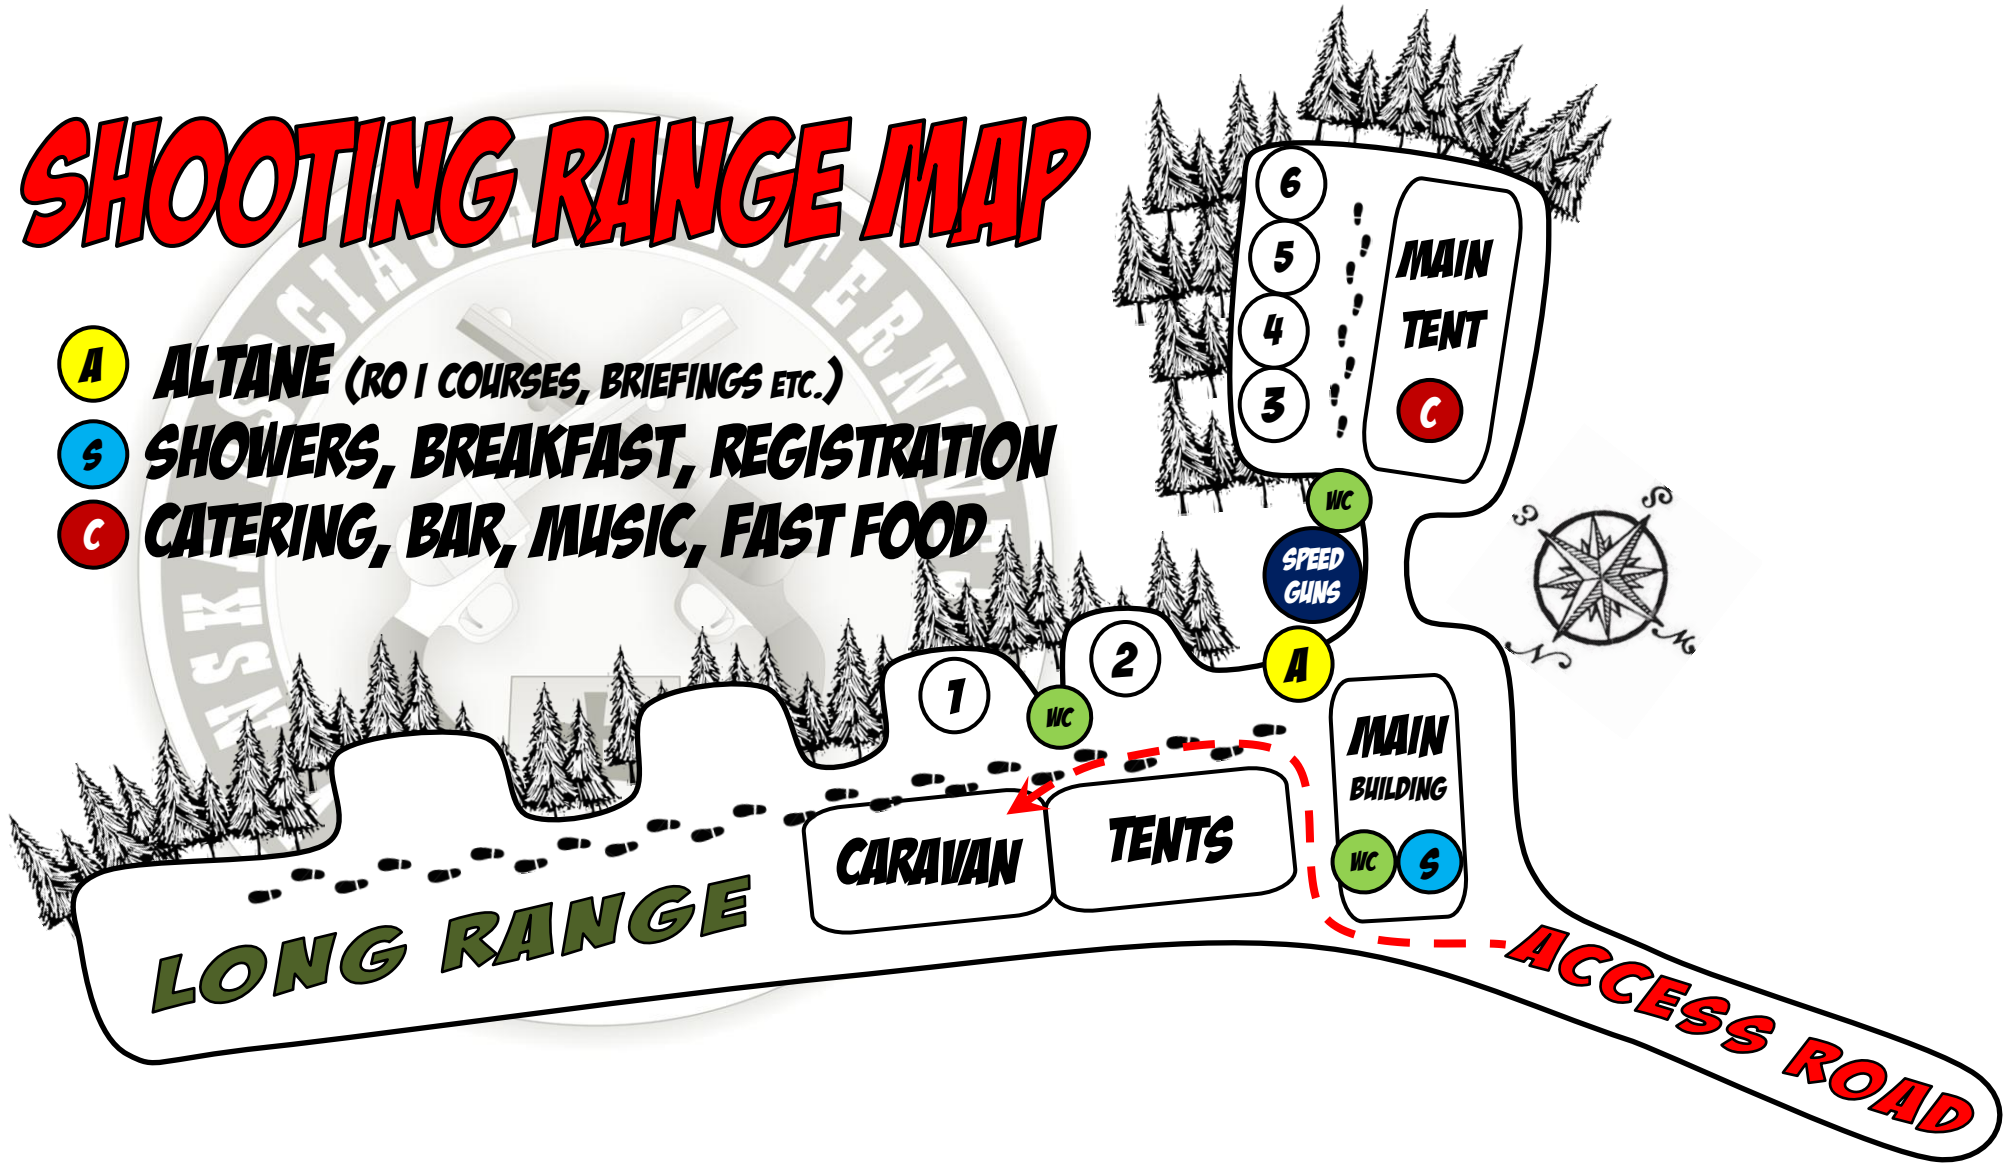 SHOOTING RANGE MAP
A ALTANE (RO I COURSES, BRIEFINGS ETC.)
S SHOWERS, BREAKFAST, REGISTRATION
C CATERING, BAR, MUSIC, FAST FOOD
6
5
4
3
MAIN
TENT
C
WC
SPEED
GUNS
A
1
WC
2
MAIN
BUILDING
WC S
CARAVAN
TENTS
LONG RANGE
ACCESS ROAD
S
N